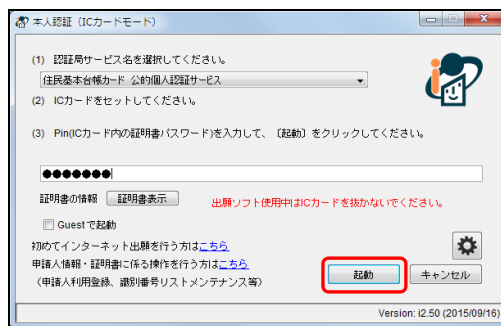 本人認証（ICカードモード）
(1) 認証局サービス名を選択してください。
住民基本台帳カード 公的個人認証サービス
(2) ICカードをセットしてください。
(3) Pin(ICカード内の証明書パスワード)を入力して、〔起動〕をクリックしてください。
●●●●●●●
証明書の情報 証明書表示 出願ソフト使用中はICカードを抜かないでください。
Guestで起動
初めてインターネット出願を行う方はこちら
申請人情報・証明書に係る操作を行う方はこちら
（申請人利用登録、識別番号リストメンテナンス等）
起動 キャンセル
Version: i2.50 (2015/09/16)